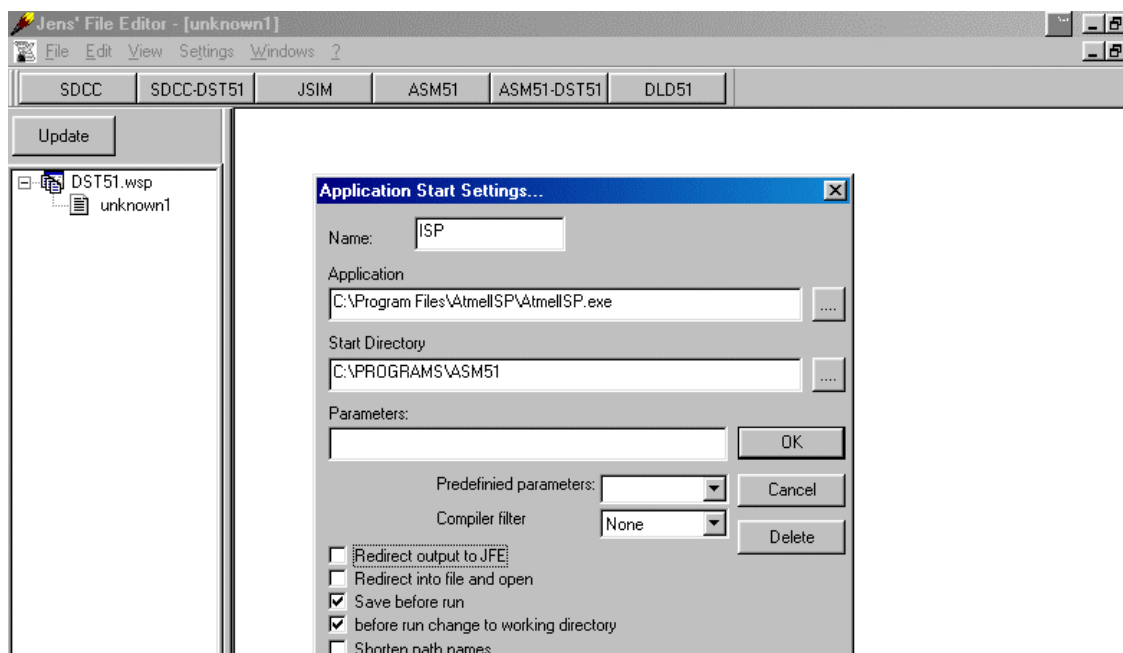 Jens' File Editor - [unknown1]
File Edit View Settings Windows ?
SDCC SDCC-DST51 JSIM ASM51 ASM51-DST51 DLD51
Update
DST51.wsp
unknown1
Application Start Settings...
Name: ISP
Application
C:\Program Files\AtmelISP\AtmelISP.exe ....
Start Directory
C:\PROGRAMS\ASM51 ....
Parameters:
OK
Predefinied parameters: Cancel
Compiler filter None
Delete
Redirect output to JFE
Redirect into file and open
Save before run
before run change to working directory
Shorten path names